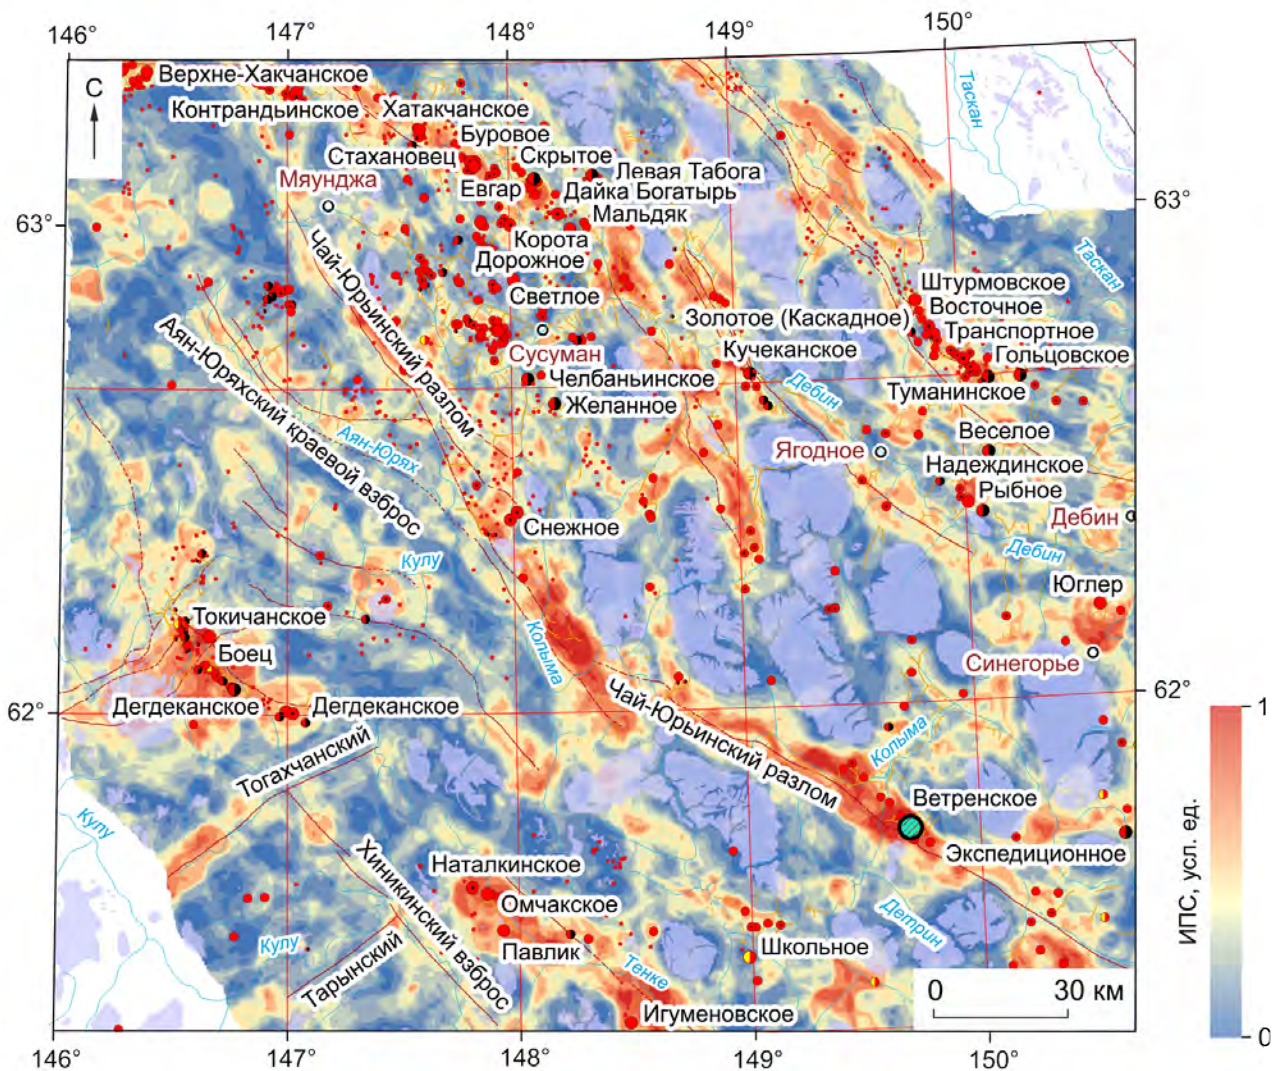 146° 147° 148° 149° 150°
С
Верхне-Хакчанское
Контрандьинское
Хатакчанское
Буровое
Стахановец
Скрытое
Левая Табога
Мяунджа
Евгар
Дайка Богатырь
Мальдяк
63°
63°
Таскан
Таскан
Корота
Дорожное
Чай-Юрьинский разлом
Светлое
Штурмовское
Восточное
Золотое (Каскадное)
Транспортное
Сусуман
Кучеканское
Гольцовское
Челбаньинское
Дебин
Туманинское
Желанное
Аян-Юряхский краевой взброс
Аян-Юрях
Веселое
Ягодное
Надеждинское
Рыбное
Снежное
Дебин
Дебин
Кулу
Юглер
Токичанское
Боец
Колыма
Синегорье
62°
62°
Дегдеканское
Дегдеканское
Чай-Юрьинский разлом
Тогахчанский
Колыма
Ветренское
Кулу
Экспедиционное
Хиникинский взброс
Наталкинское
Омчакское
Детрин
Кулу
Тарынский
Павлик
Школьное
Тенке
Игуменовское
0 30 км
1
ИПС, усл. ед.
0
146° 147° 148° 149° 150°